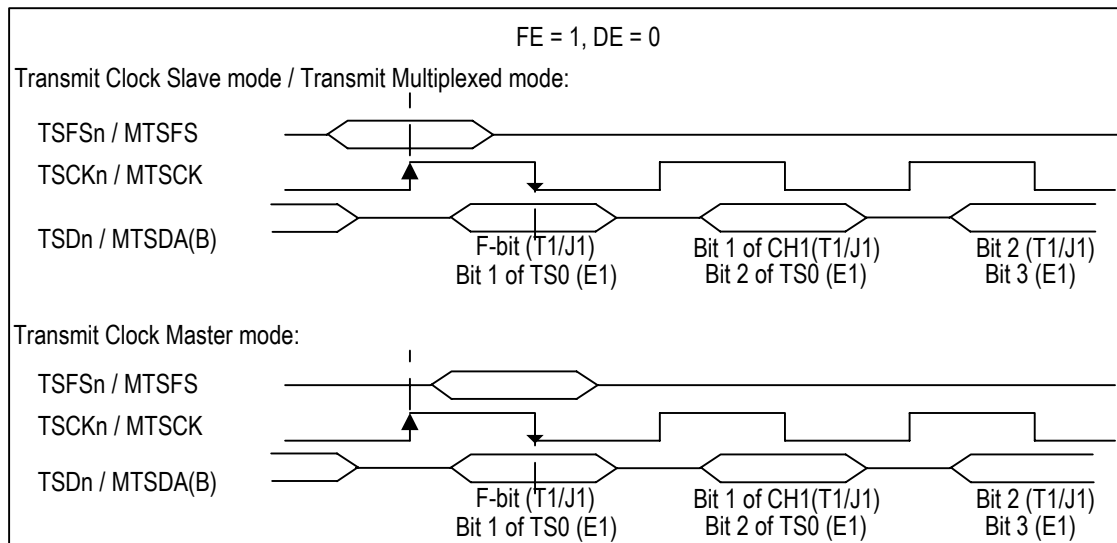 FE = 1, DE = 0
Transmit Clock Slave mode / Transmit Multiplexed mode:
TSFSn / MTSFS
TSCKn / MTSCK
TSDn / MTSDA(B)
F-bit (T1/J1)
Bit 1 of TS0 (E1)
Bit 1 of CH1(T1/J1)
Bit 2 of TS0 (E1)
Bit 2 (T1/J1)
Bit 3 (E1)
Transmit Clock Master mode:
TSFSn / MTSFS
TSCKn / MTSCK
TSDn / MTSDA(B)
F-bit (T1/J1)
Bit 1 of TS0 (E1)
Bit 1 of CH1(T1/J1)
Bit 2 of TS0 (E1)
Bit 2 (T1/J1)
Bit 3 (E1)